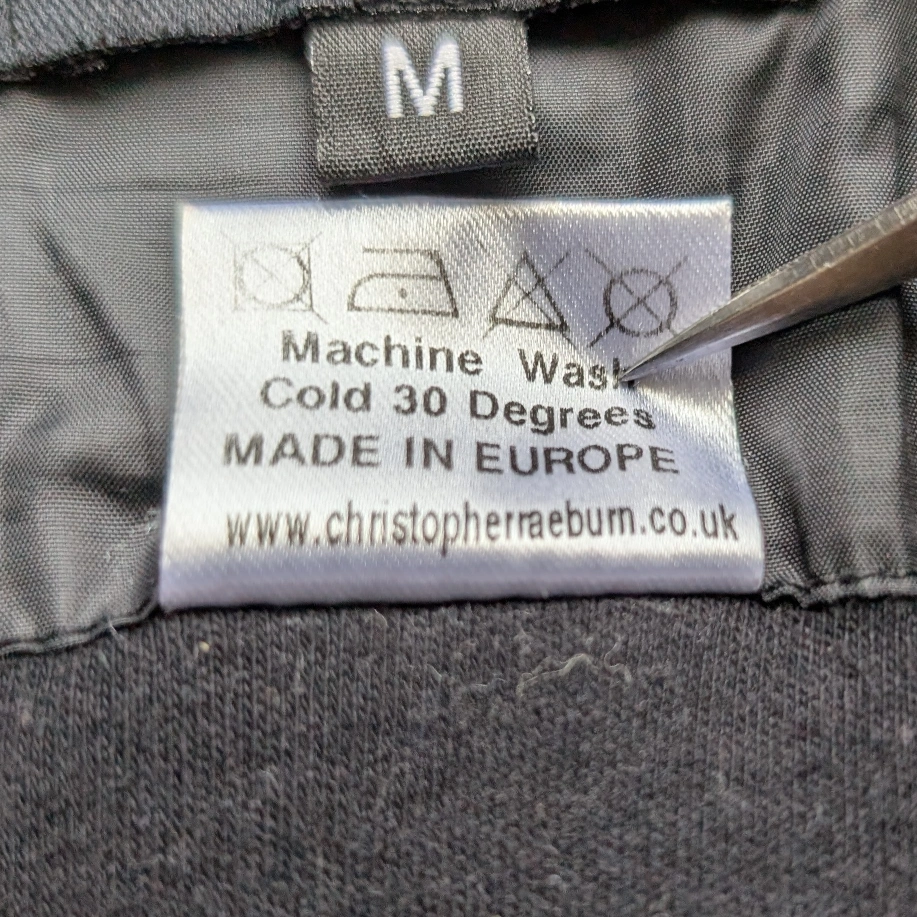 M
Machine Wash
Cold 30 Degrees
MADE IN EUROPE
www.christopherraeburn.co.uk